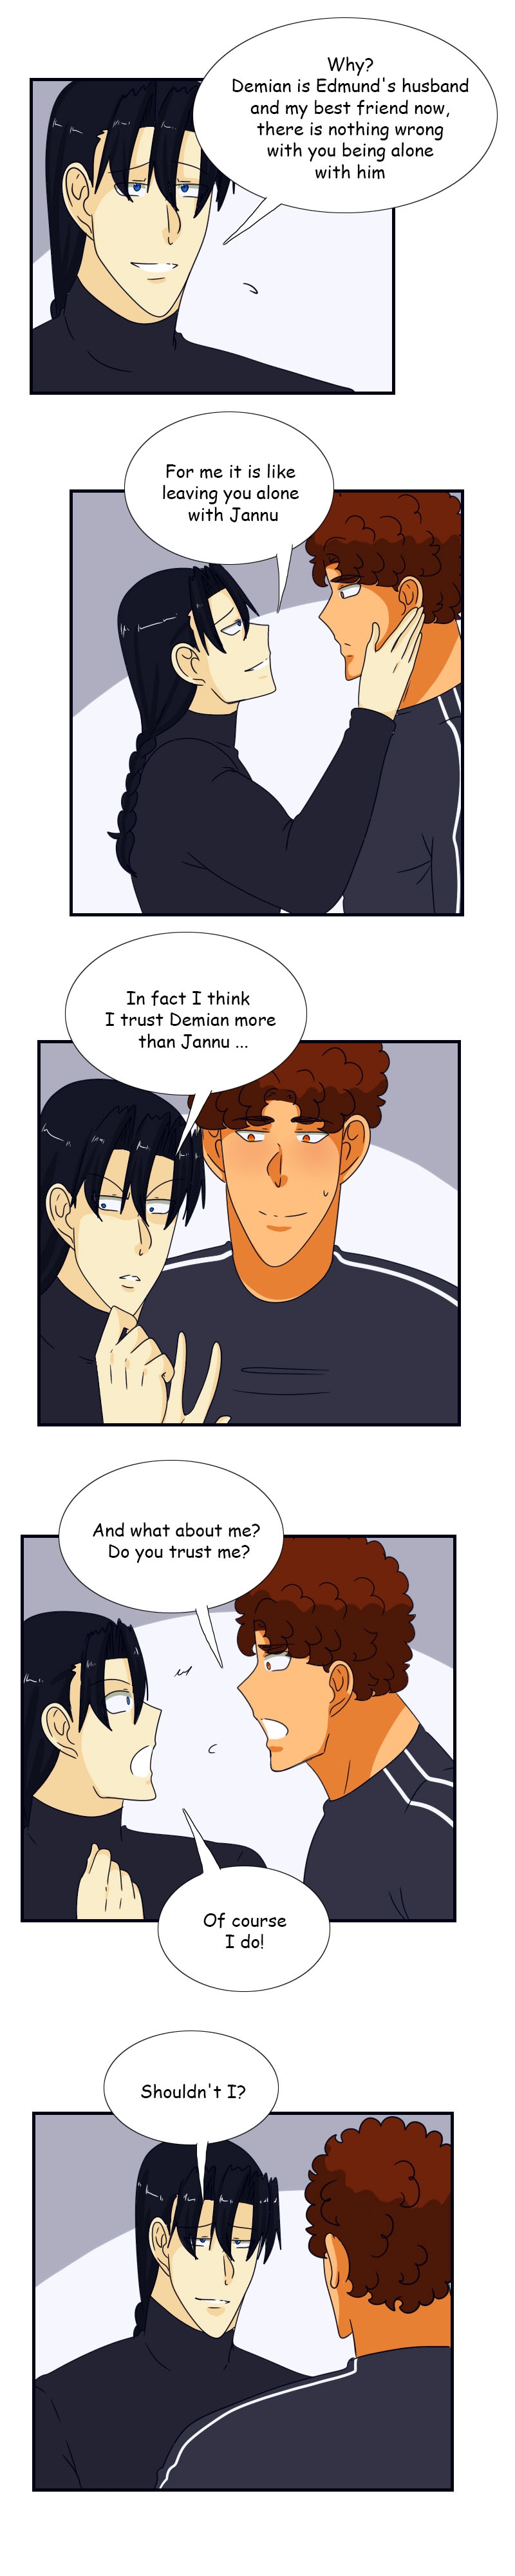 Why?
Demian is Edmund's husband
and my best friend now,
there is nothing wrong
with you being alone
with him
For me it is like
leaving you alone
with Jannu
In fact I think
I trust Demian more
than Jannu ...
And what about me?
Do you trust me?
Of course
I do!
Shouldn't I?